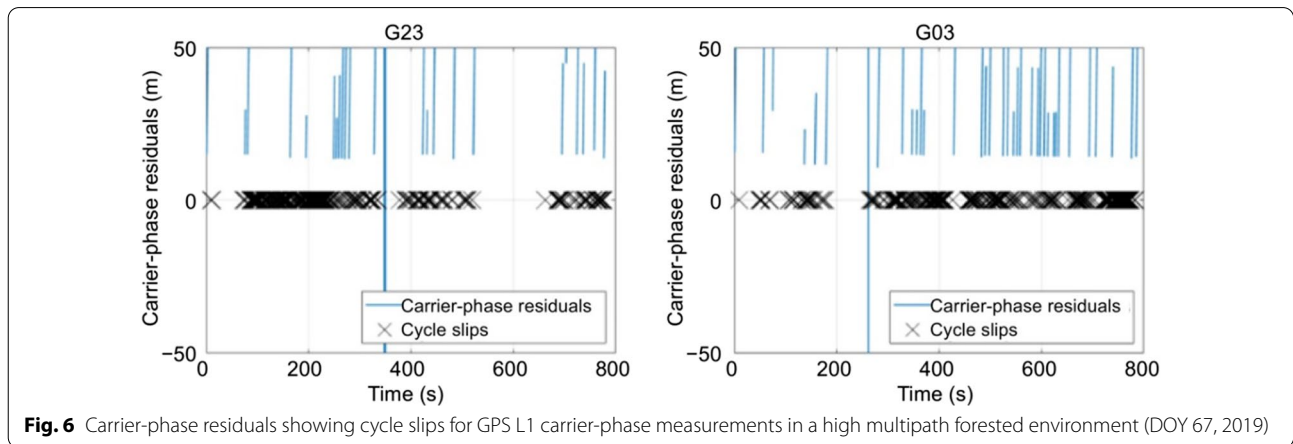 G23
50
0
−50
Carrier-phase residuals (m)
Carrier-phase residuals
Cycle slips
0 200 400 600 800
Time (s)
G03
50
0
−50
Carrier-phase residuals (m)
Carrier-phase residuals
Cycle slips
0 200 400 600 800
Time (s)
Fig. 6 Carrier-phase residuals showing cycle slips for GPS L1 carrier-phase measurements in a high multipath forested environment (DOY 67, 2019)